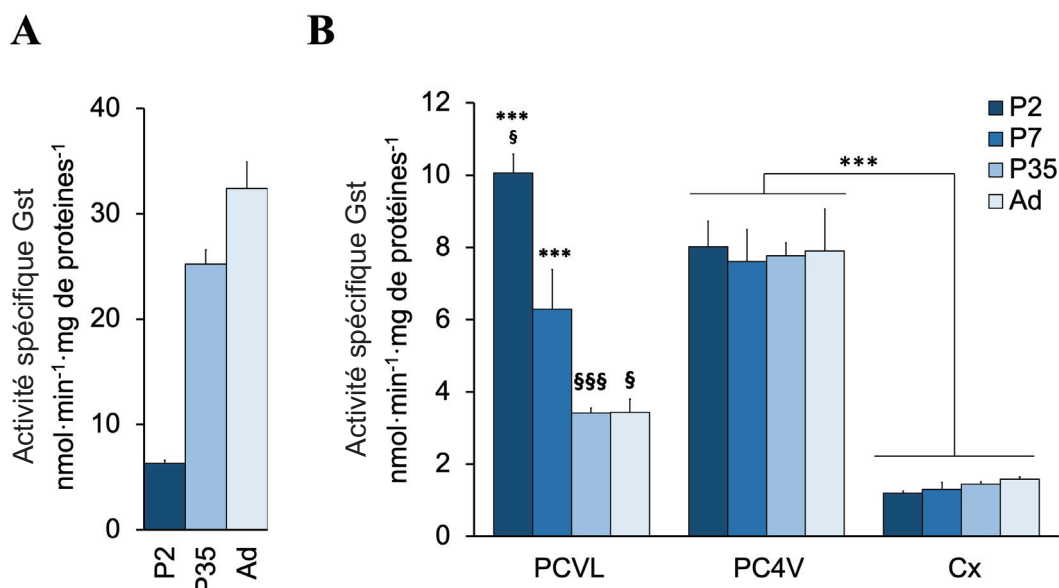 A
B
Activité spécifique Gst
nmol·min-1·mg de proteines-1
40
30
20
10
0
P2
P35
Ad
Activité spécifique Gst
nmol·min-1·mg de protéines-1
12
10
8
6
4
2
0
***
§
***
§§§
§
***
P2
P7
P35
Ad
PCVL
PC4V
Cx